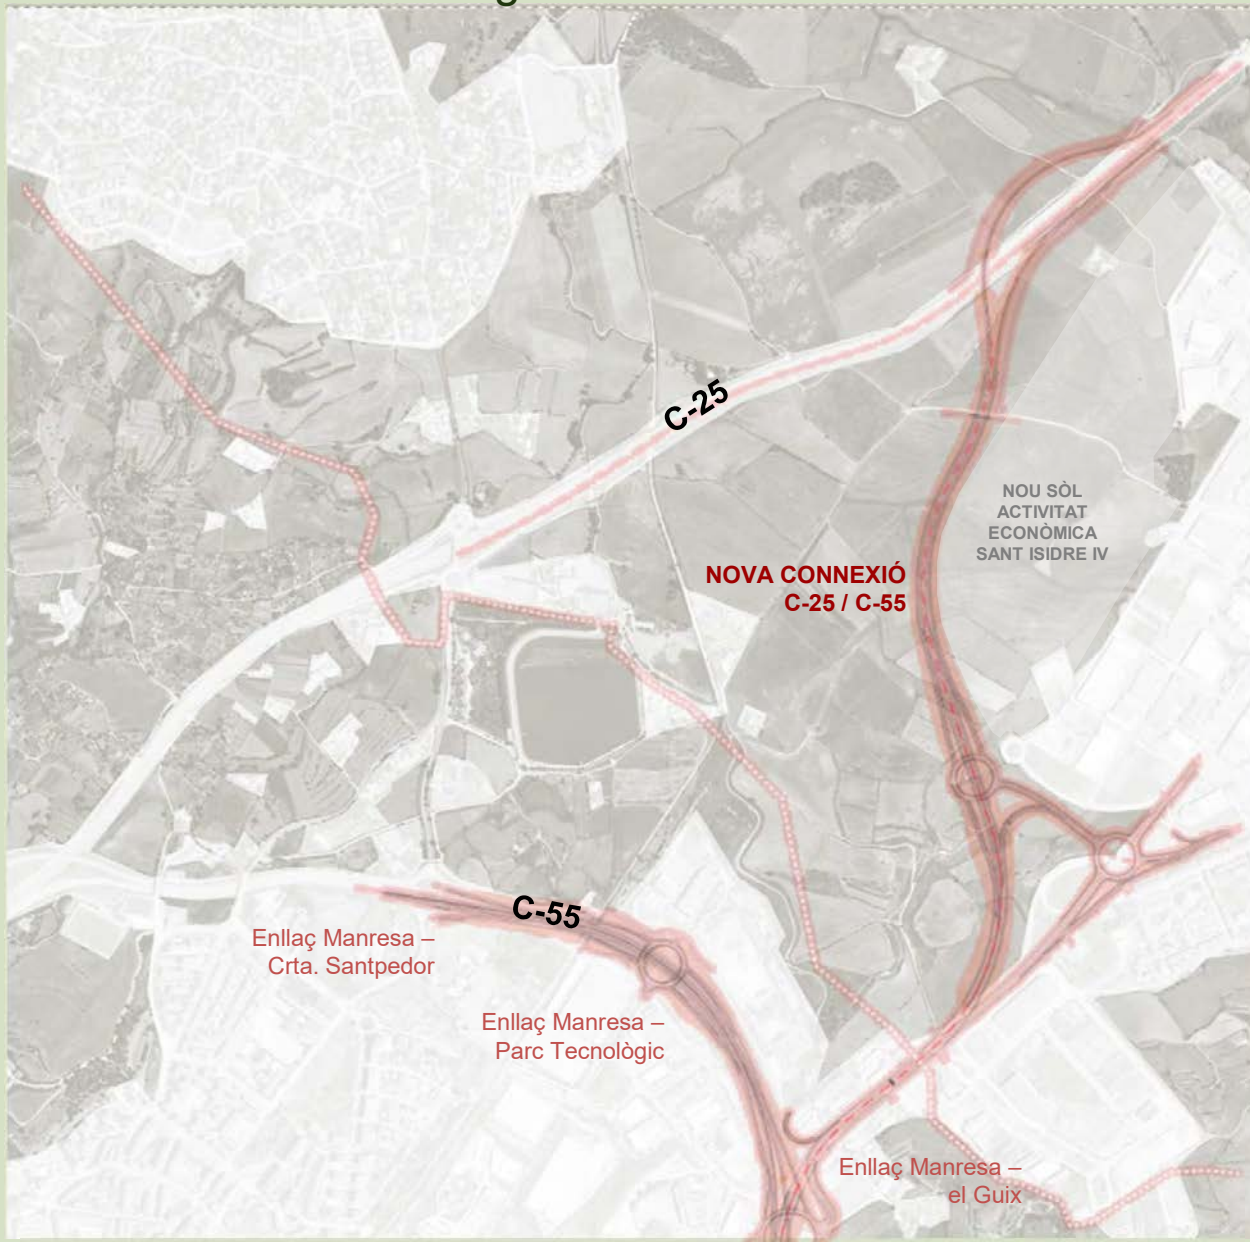 C-25
NOU SÒL
ACTIVITAT
ECONÒMICA
SANT ISIDRE IV
NOVA CONNEXIÓ
C-25 / C-55
C-55
Enllaç Manresa –
Crta. Santpedor
Enllaç Manresa –
Parc Tecnològic
Enllaç Manresa –
el Guix